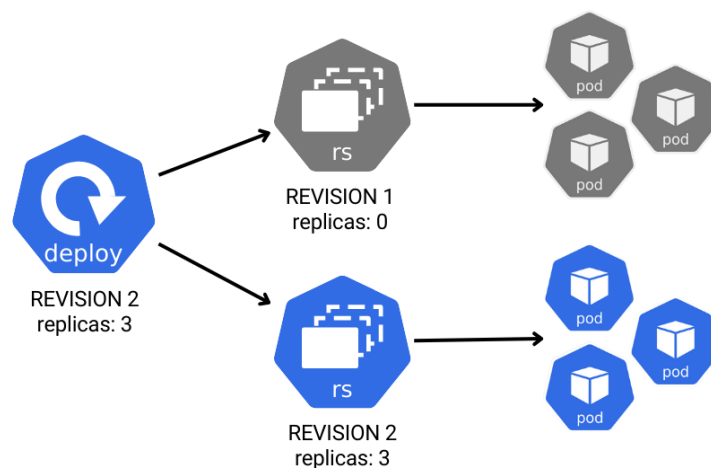 deploy
REVISION 2
replicas: 3
rs
REVISION 1
replicas: 0
pod
pod
pod
rs
REVISION 2
replicas: 3
pod
pod
pod